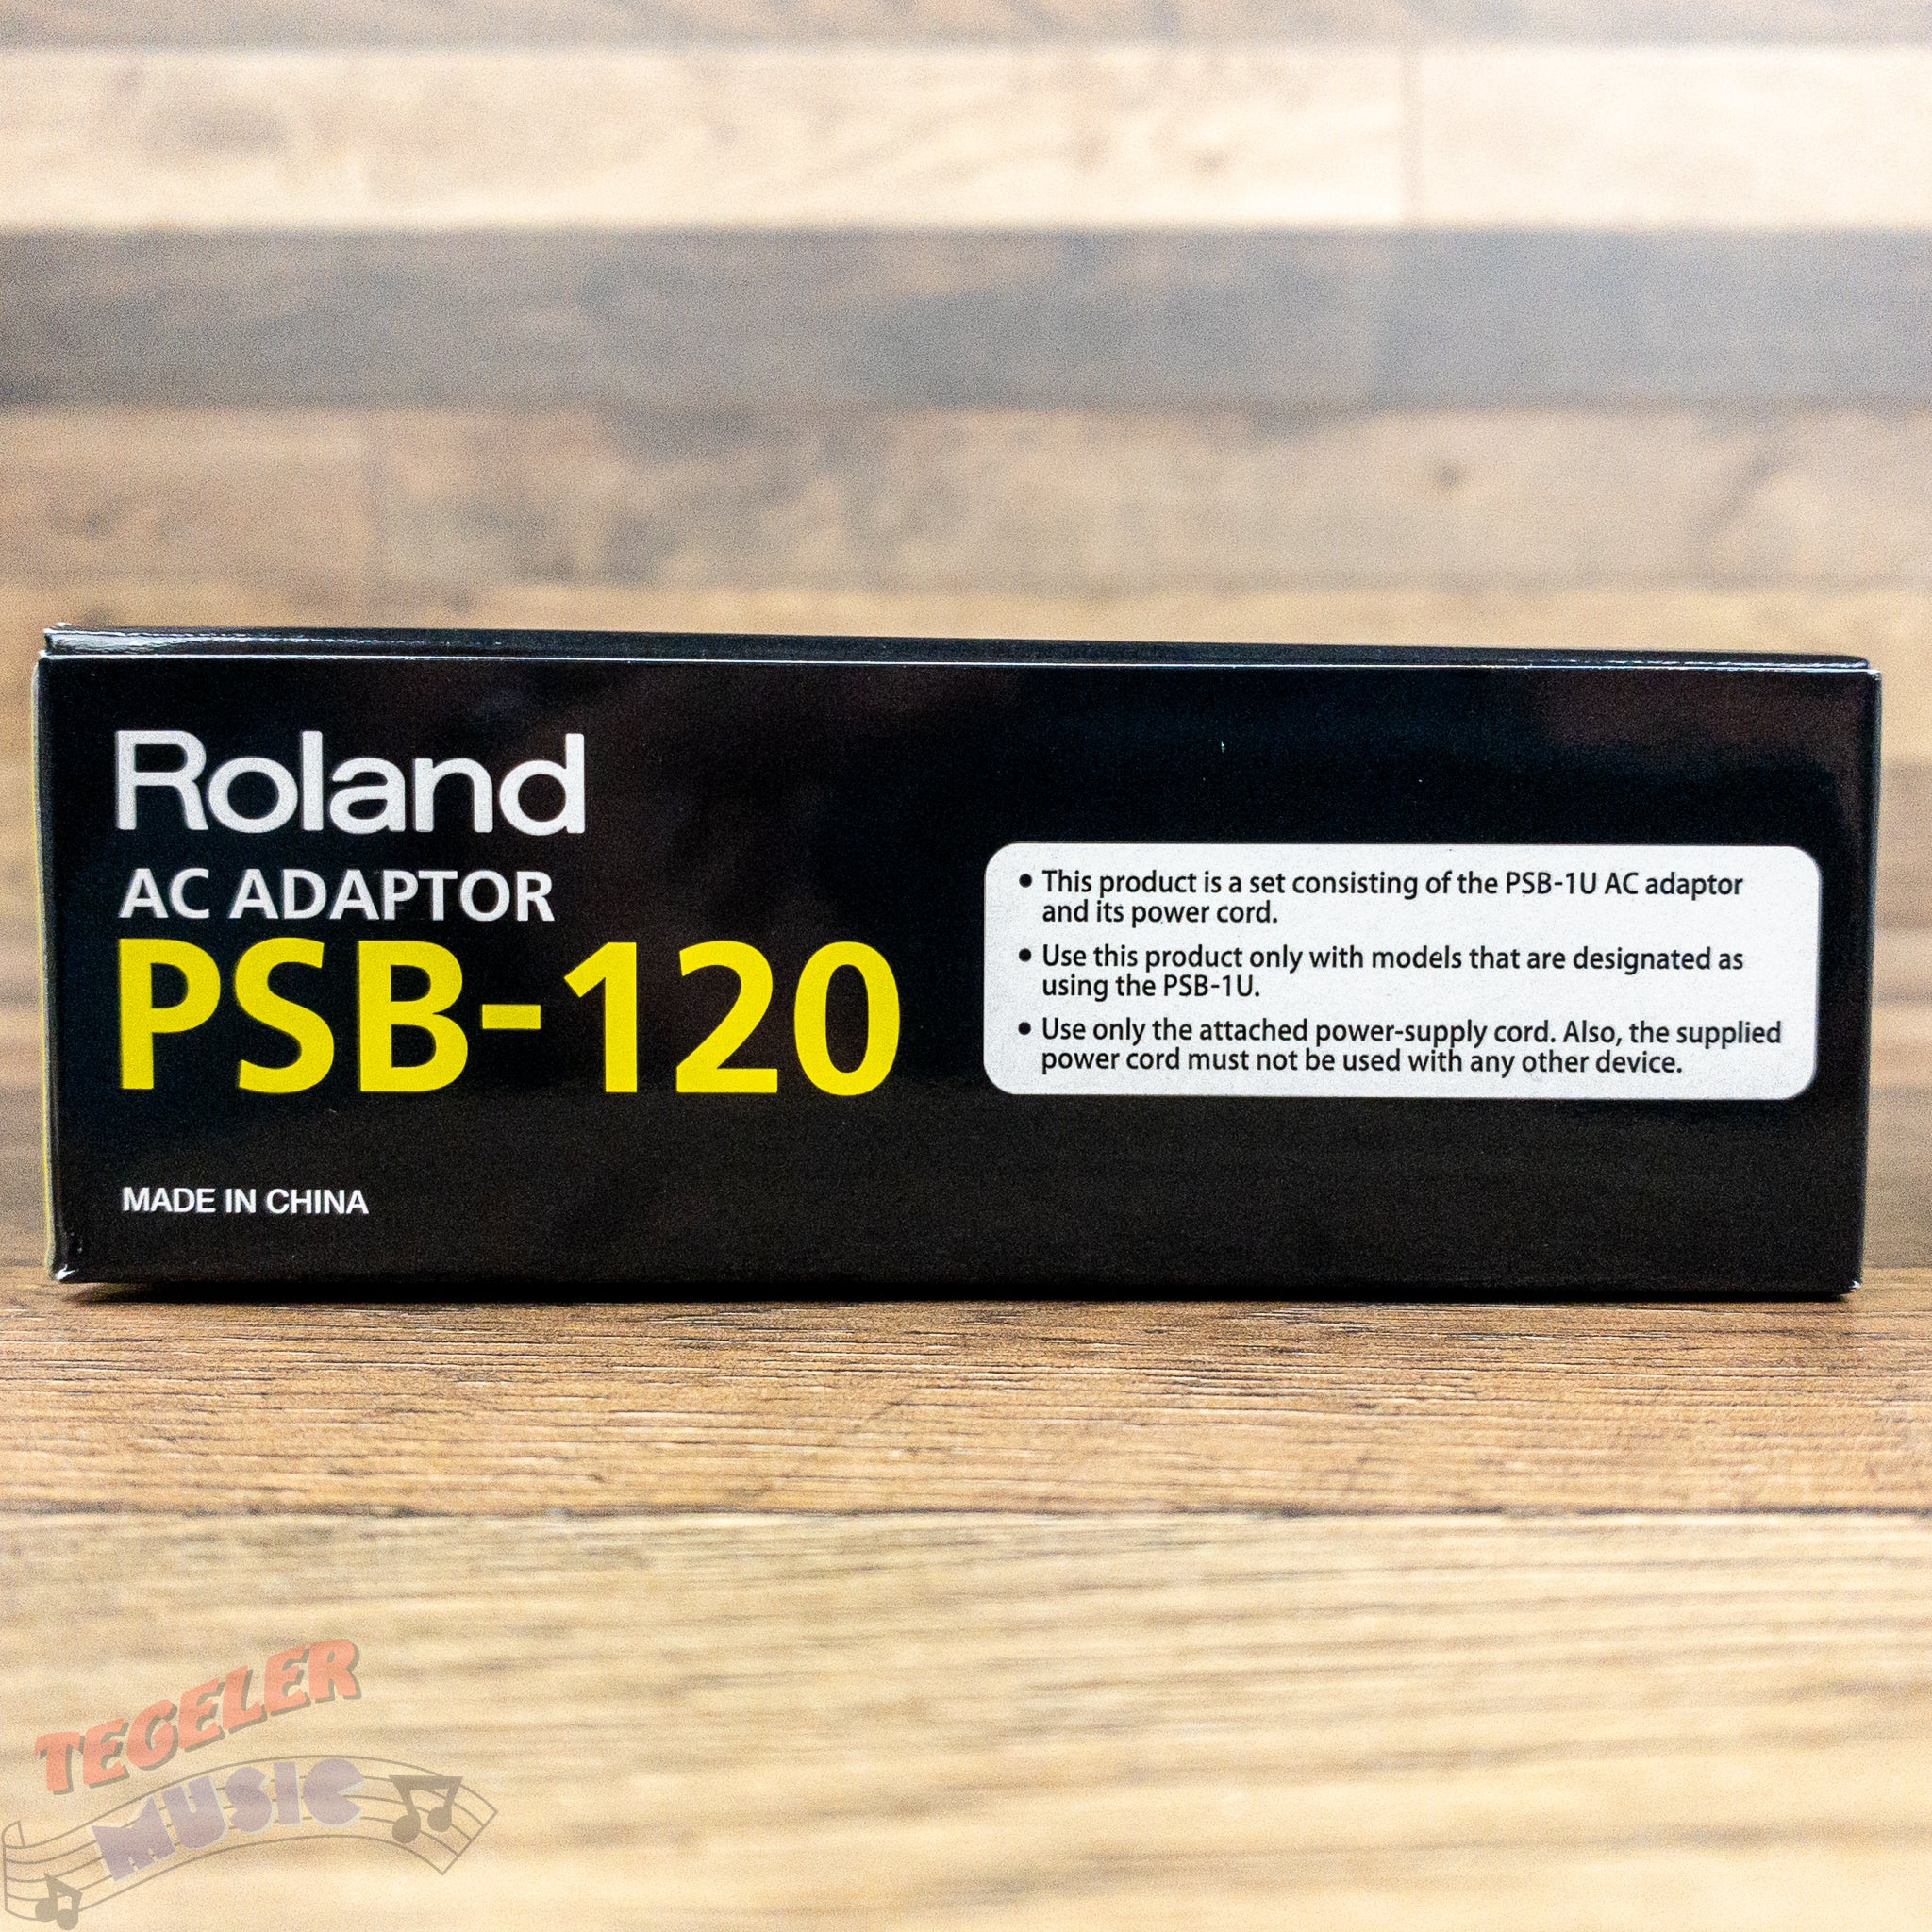 Roland
AC ADAPTOR
PSB-120
MADE IN CHINA
• This product is a set consisting of the PSB-1U AC adaptor
and its power cord.
• Use this product only with models that are designated as
using the PSB-1U.
• Use only the attached power-supply cord. Also, the supplied
power cord must not be used with any other device.
TEGELER
MUSIC